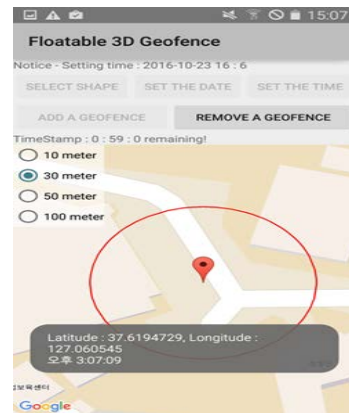 15:07
Floatable 3D Geofence
Notice - Setting time : 2016-10-23 16 : 6
SELECT SHAPE SET THE DATE SET THE TIME
ADD A GEOFENCE REMOVE A GEOFENCE
TimeStamp : 0 : 59 : 0 remaining!
10 meter
30 meter
50 meter
100 meter
Latitude : 37.6194729, Longitude :
127.060545
오후 3:07:09
Google